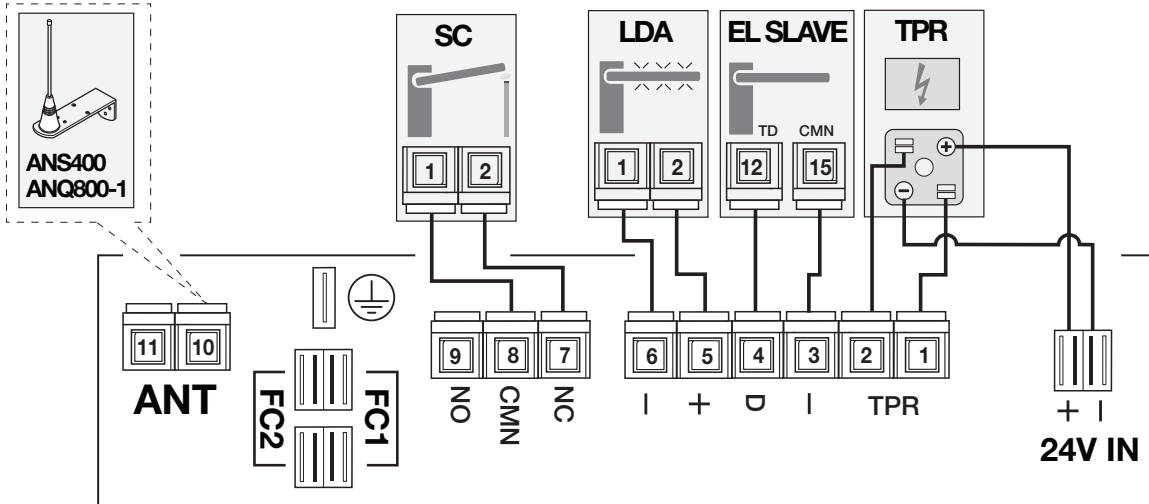 SC
LDA
EL SLAVE
TPR
TD
CMN
1
2
1
2
12
15
+
−
ANS400
ANQ800-1
11
10
9
8
7
6
5
4
3
2
1
ANT
FC2
FC1
NO
CMN
NC
−
+
D
−
TPR
+
−
24V IN